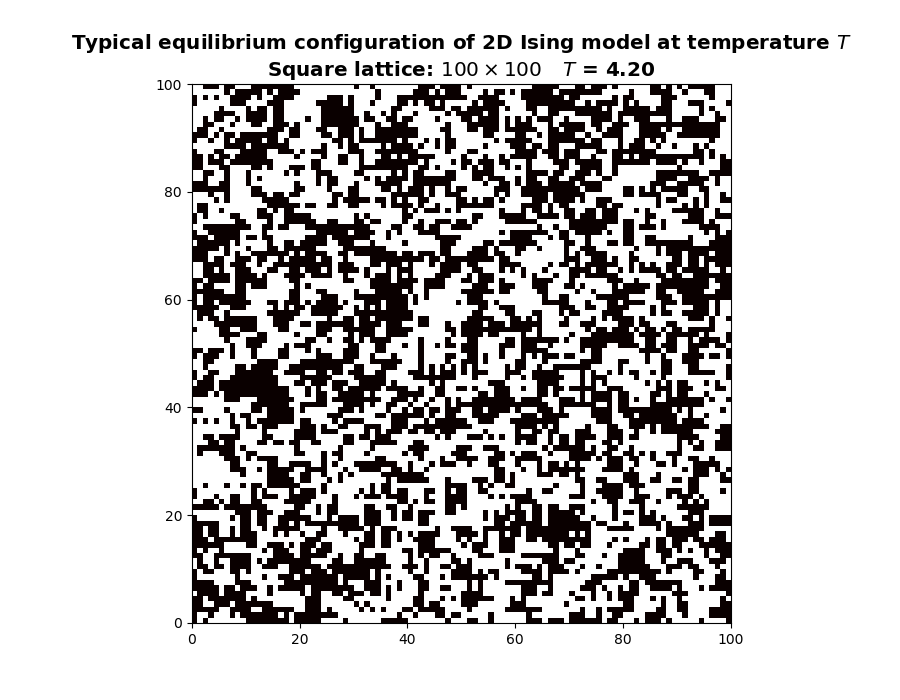 Typical equilibrium configuration of 2D Ising model at temperature T
Square lattice: 100 × 100 T = 4.20
100
80
60
40
20
0
0 20 40 60 80 100